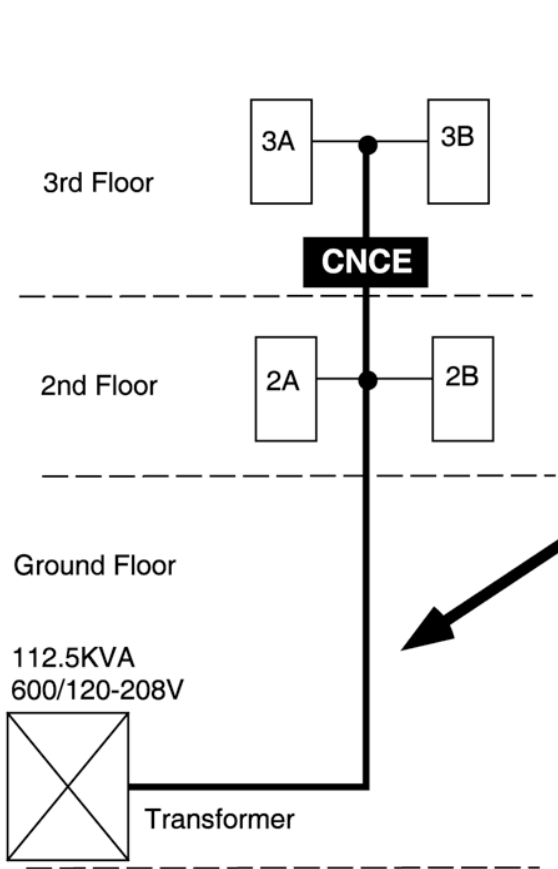 3A
3B
3rd Floor
CNCE
2A
2B
2nd Floor
Ground Floor
112.5KVA
600/120-208V
Transformer